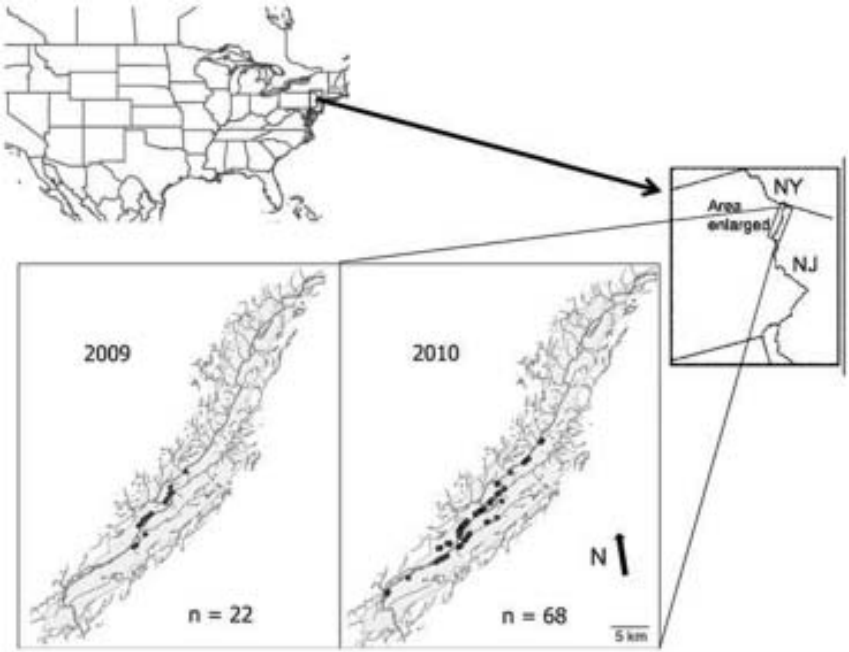 NY
Area
enlarged
NJ
2009
2010
N
n = 22
n = 68
5 km